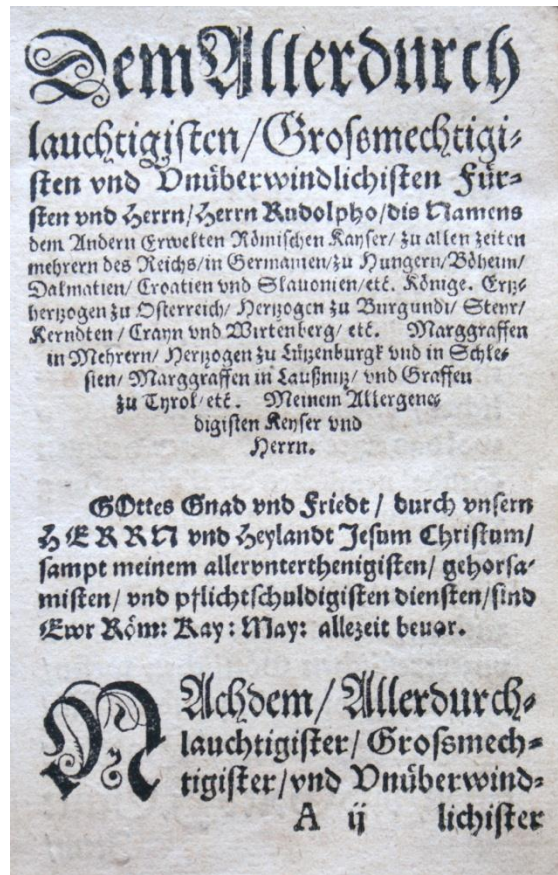 Dem Allerdurch
lauchtigisten/ Grossmechtigi⸗
sten vnd Vnüberwindlichisten Für⸗
sten vnd Herrn/ Herrn Rudolpho/ dis Namens
dem Andern Erwelten Römischen Kayser/ zu allen zeiten
mehrern des Reichs/ in Germanien/ zu Hungern/ Böheim/
Dalmatien/ Croatien vnd Sklauonien/ etc. Könige. Ertz⸗
hertzogen zu Osterreich/ Hertzogen zu Burgundi/ Steyr/
Kerndten/ Crayn vnd Wirtenberg/ etc. Marggraffen
in Mehrern/ Hertzogen zu Lützenburgk vnd in Schle⸗
sien/ Marggraffen in Laußnitz/ vnd Graffen
zu Tyrol/ etc. Meinem Allergene⸗
digisten Keyser vnd
Herrn.
GOttes Gnad vnd Friedt/ durch vnsern
HERRN vnd Heylandt Jesum Christum/
sampt meinem allervnterthenigisten/ gehorsa⸗
misten/ vnd pflichtschuldigisten diensten/ sind
Ewr Röm: Kay: May: allezeit beuor.
NAchdem/ Allerdurch⸗
lauchtigister/ Grossmech⸗
tigister/ vnd Vnüberwind⸗
A ij lichister